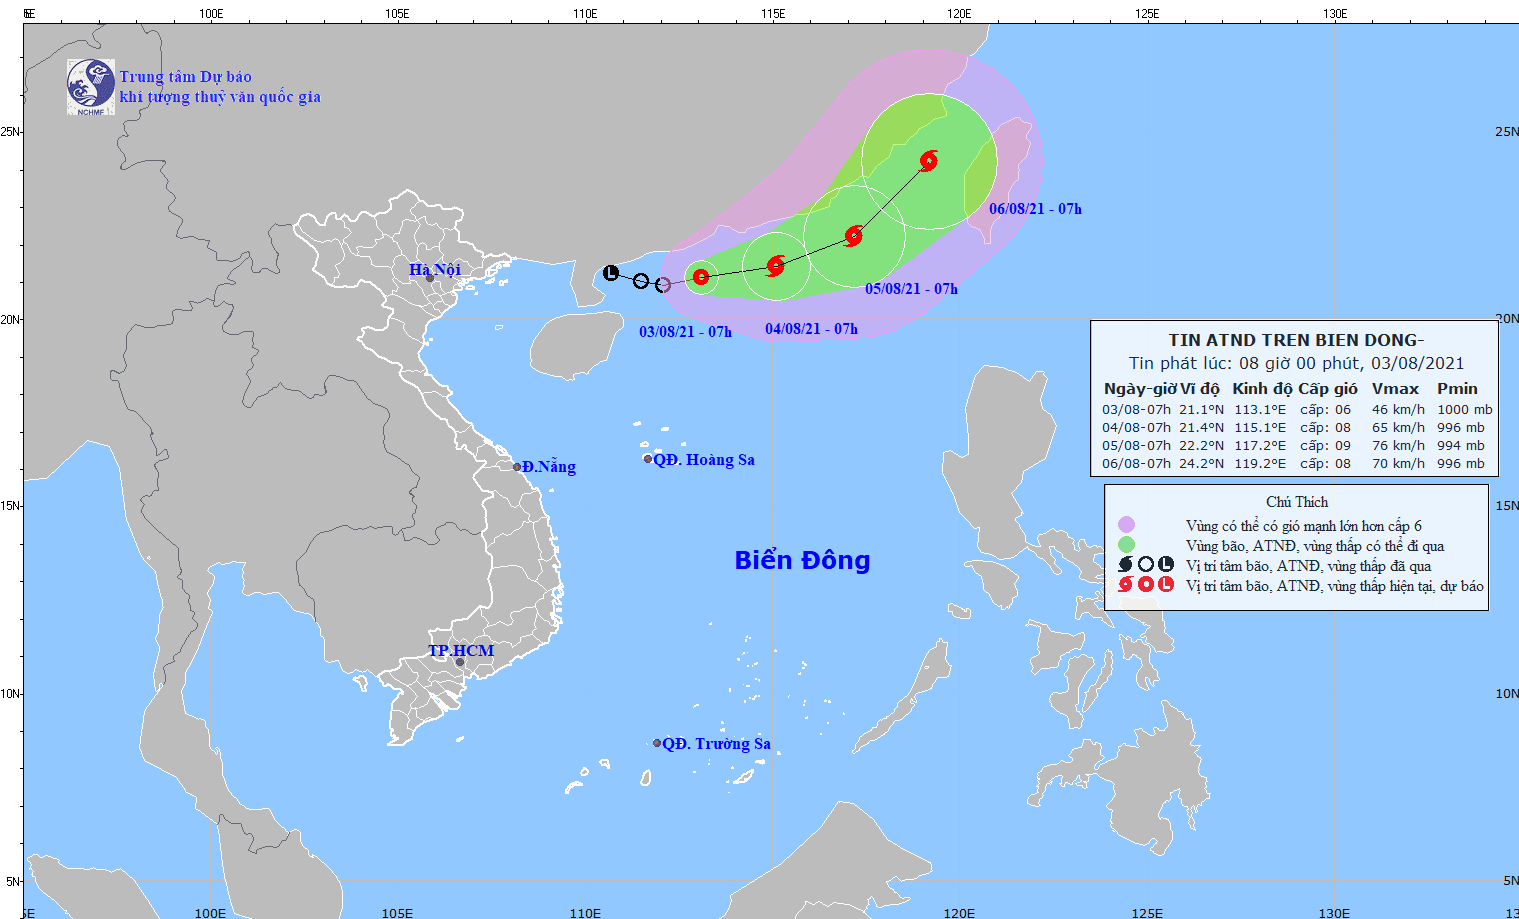 E 100E 105E 110E 115E 120E 125E 130E
Trung tâm Dự báo
khí tượng thuỷ văn quốc gia
NCHMF
25N 25N
06/08/21 - 07h
Hà Nội
L
05/08/21 - 07h
20N 20N
03/08/21 - 07h 04/08/21 - 07h
TIN ATND TREN BIEN DONG-
Tin phát lúc: 08 giờ 00 phút, 03/08/2021
Ngày-giờ Vĩ độ Kinh độ Cấp gió Vmax Pmin
03/08-07h 21.1°N 113.1°E cấp: 06 46 km/h 1000 mb
04/08-07h 21.4°N 115.1°E cấp: 08 65 km/h 996 mb
05/08-07h 22.2°N 117.2°E cấp: 09 76 km/h 994 mb
06/08-07h 24.2°N 119.2°E cấp: 08 70 km/h 996 mb
QĐ. Hoàng Sa
Đ.Nẵng
15N 15N
Chú Thích
Vùng có thể có gió mạnh lớn hơn cấp 6
Vùng bão, ATNĐ, vùng thấp có thể đi qua
L Vị trí tâm bão, ATNĐ, vùng thấp đã qua
L Vị trí tâm bão, ATNĐ, vùng thấp hiện tại, dự báo
Biển Đông
TP.HCM
10N 10N
QĐ. Trường Sa
5N 5N
5E 100E 105E 110E 120E 125E 130E 13